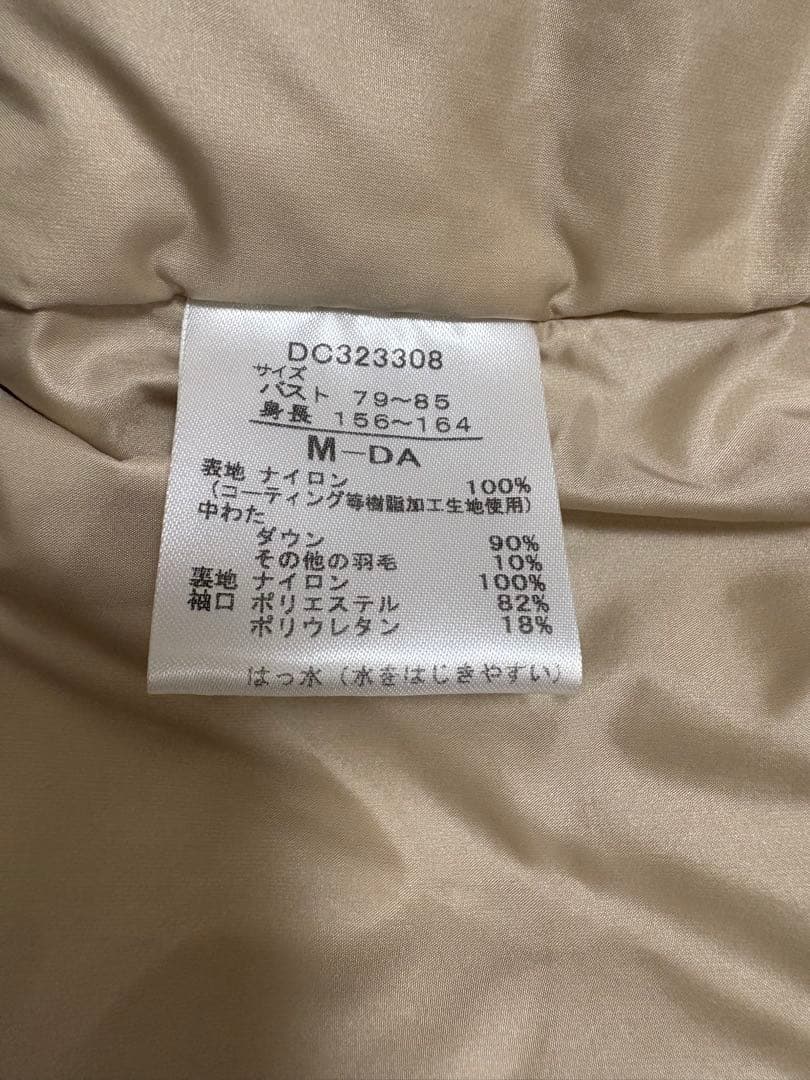 DC323308
サイズ
バスト 79～85
身長 156～164
M－DA
表地 ナイロン 100%
(コーティング等樹脂加工生地使用)
中わた
ダウン 90%
その他の羽毛 10%
裏地 ナイロン 100%
袖口 ポリエステル 82%
ポリウレタン 18%
はっ水（水をはじきやすい）